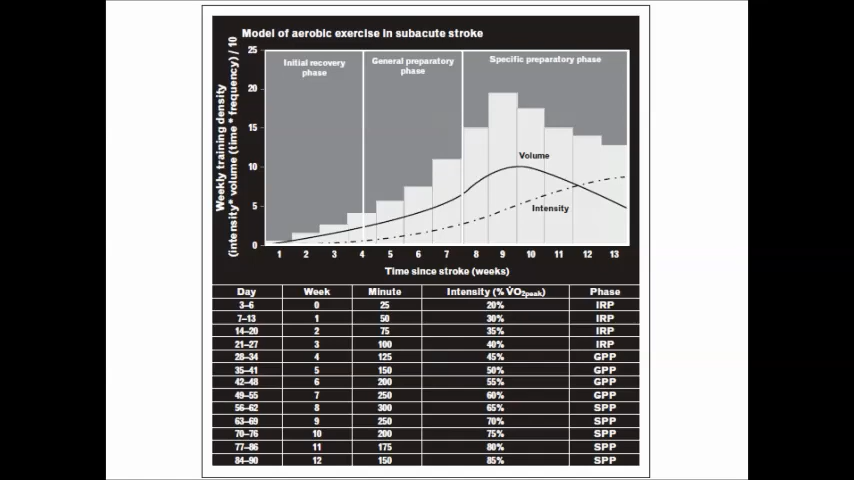 Model of aerobic exercise in subacute stroke
Weekly training density
(intensity* volume (time * frequency) / 10
25
20
15
10
5
0
Initial recovery
phase
General preparatory
phase
Specific preparatory phase
Volume
Intensity
1 2 3 4 5 6 7 8 9 10 11 12 13
Time since stroke (weeks)
Day Week Minute Intensity (% V̇O2peak) Phase
3–6 0 25 20% IRP
7–13 1 50 30% IRP
14–20 2 75 35% IRP
21–27 3 100 40% IRP
28–34 4 125 45% GPP
35–41 5 150 50% GPP
42–48 6 200 55% GPP
49–55 7 250 60% GPP
56–62 8 300 65% SPP
63–69 9 250 70% SPP
70–76 10 200 75% SPP
77–86 11 175 80% SPP
84–90 12 150 85% SPP